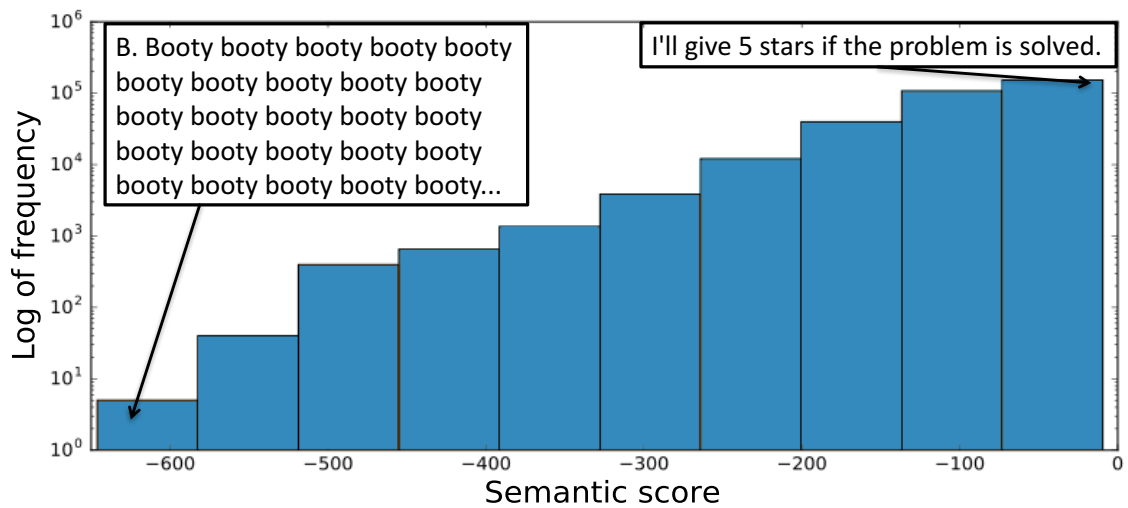 10^6
B. Booty booty booty booty booty
booty booty booty booty booty
booty booty booty booty booty
booty booty booty booty booty
booty booty booty booty booty...
I'll give 5 stars if the problem is solved.
10^5
10^4
10^3
10^2
10^1
10^0
Log of frequency
−600 −500 −400 −300 −200 −100 0
Semantic score